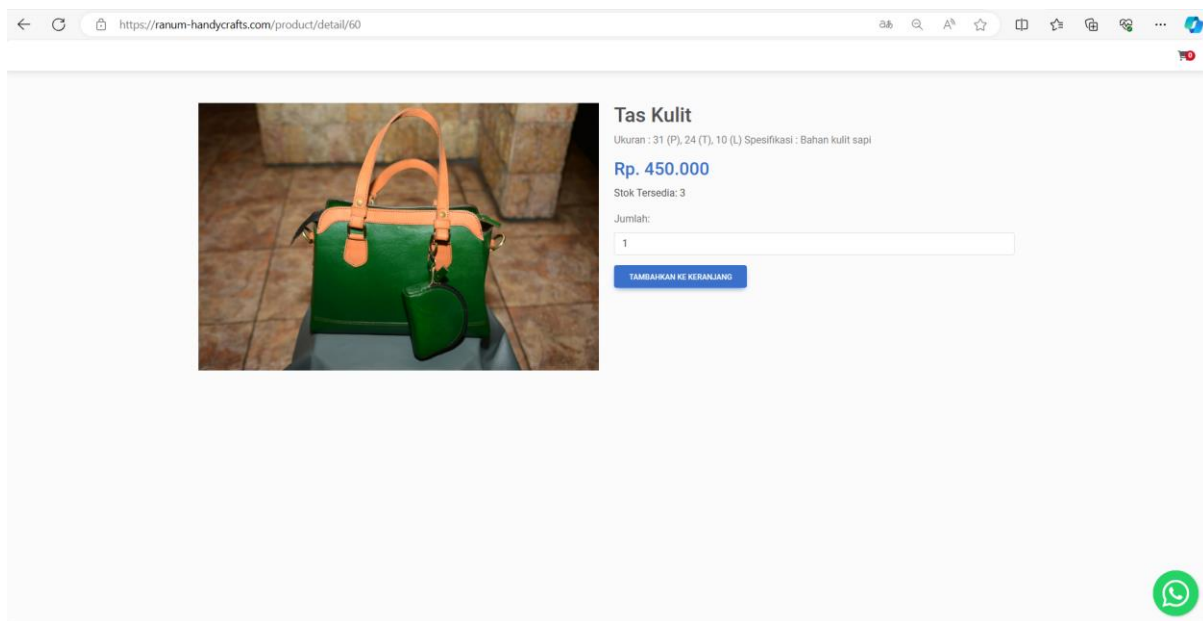 https://ranum-handycrafts.com/product/detail/60
0
Tas Kulit
Ukuran : 31 (P), 24 (T), 10 (L) Spesifikasi : Bahan kulit sapi
Rp. 450.000
Stok Tersedia: 3
Jumlah:
1
TAMBAHKAN KE KERANJANG